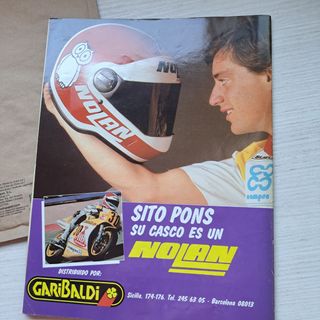 NOLAN
campsa
SITO PONS
SU CASCO ES UN
NOLAN
DISTRIBUIDO POR:
GARIBALDI
Sicilia, 174-176. Tel. 245 63 05 - Barcelona 08013